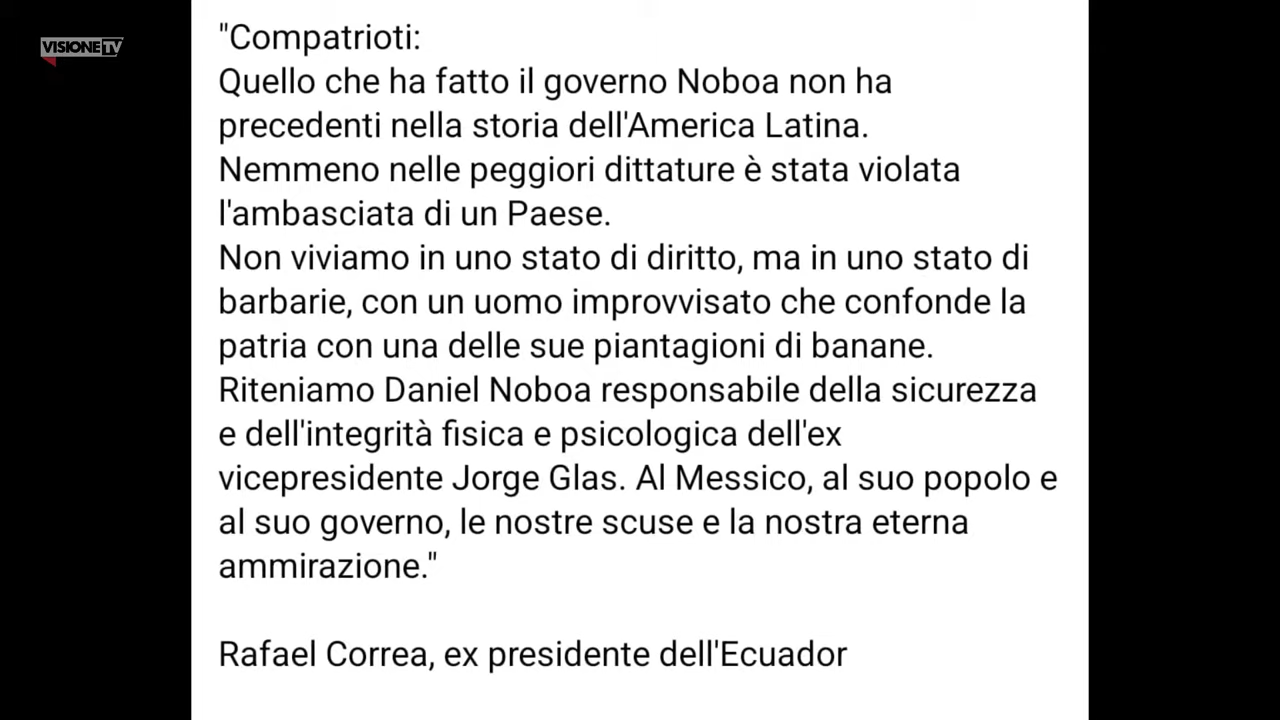 VISIONE TV
"Compatrioti:
Quello che ha fatto il governo Noboa non ha
precedenti nella storia dell'America Latina.
Nemmeno nelle peggiori dittature è stata violata
l'ambasciata di un Paese.
Non viviamo in uno stato di diritto, ma in uno stato di
barbarie, con un uomo improvvisato che confonde la
patria con una delle sue piantagioni di banane.
Riteniamo Daniel Noboa responsabile della sicurezza
e dell'integrità fisica e psicologica dell'ex
vicepresidente Jorge Glas. Al Messico, al suo popolo e
al suo governo, le nostre scuse e la nostra eterna
ammirazione."
Rafael Correa, ex presidente dell'Ecuador